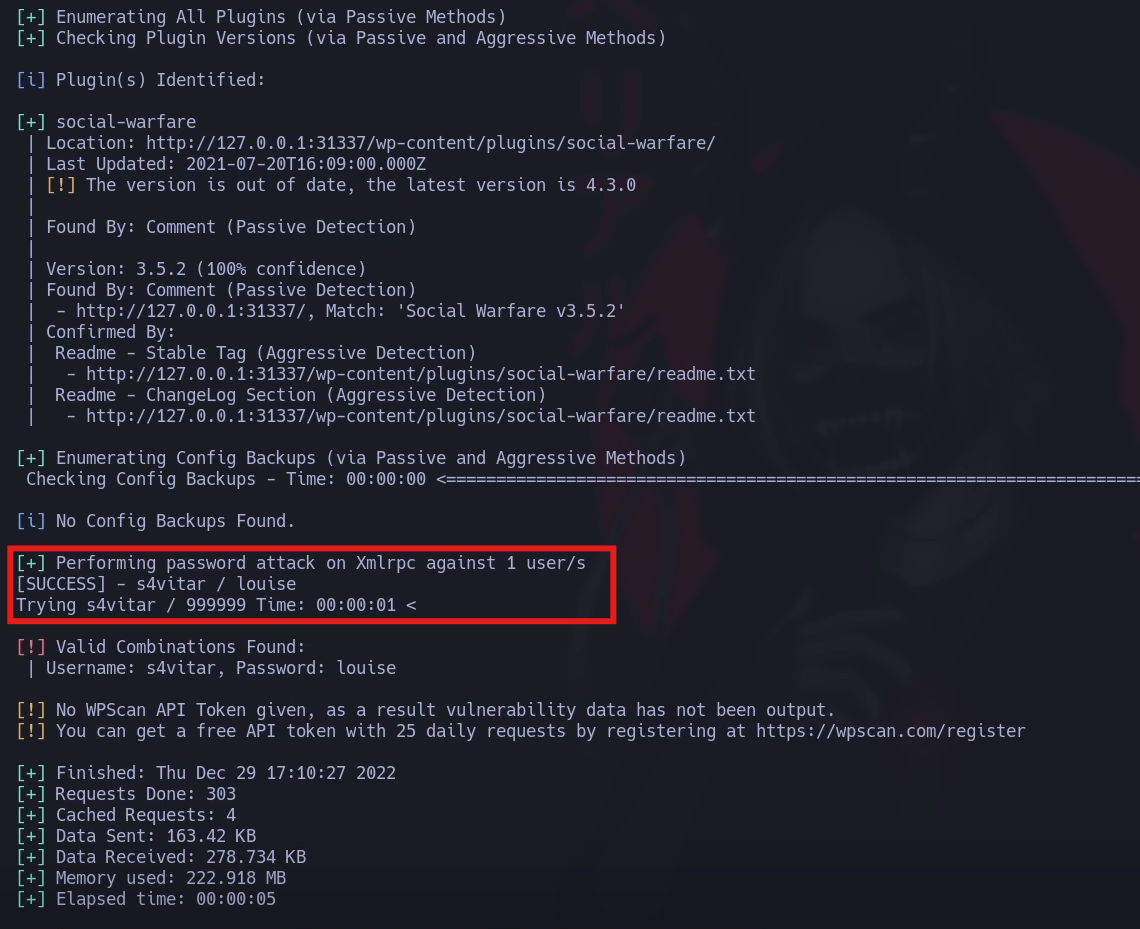 [+] Enumerating All Plugins (via Passive Methods)
[+] Checking Plugin Versions (via Passive and Aggressive Methods)
[i] Plugin(s) Identified:
[+] social-warfare
| Location: http://127.0.0.1:31337/wp-content/plugins/social-warfare/
| Last Updated: 2021-07-20T16:09:00.000Z
| [!] The version is out of date, the latest version is 4.3.0
|
| Found By: Comment (Passive Detection)
|
| Version: 3.5.2 (100% confidence)
| Found By: Comment (Passive Detection)
|  - http://127.0.0.1:31337/, Match: 'Social Warfare v3.5.2'
| Confirmed By:
|  Readme - Stable Tag (Aggressive Detection)
|   - http://127.0.0.1:31337/wp-content/plugins/social-warfare/readme.txt
|  Readme - ChangeLog Section (Aggressive Detection)
|   - http://127.0.0.1:31337/wp-content/plugins/social-warfare/readme.txt
[+] Enumerating Config Backups (via Passive and Aggressive Methods)
Checking Config Backups - Time: 00:00:00 <======================================================================
[i] No Config Backups Found.
[+] Performing password attack on Xmlrpc against 1 user/s
[SUCCESS] - s4vitar / louise
Trying s4vitar / 999999 Time: 00:00:01 <
[!] Valid Combinations Found:
| Username: s4vitar, Password: louise
[!] No WPScan API Token given, as a result vulnerability data has not been output.
[!] You can get a free API token with 25 daily requests by registering at https://wpscan.com/register
[+] Finished: Thu Dec 29 17:10:27 2022
[+] Requests Done: 303
[+] Cached Requests: 4
[+] Data Sent: 163.42 KB
[+] Data Received: 278.734 KB
[+] Memory used: 222.918 MB
[+] Elapsed time: 00:00:05